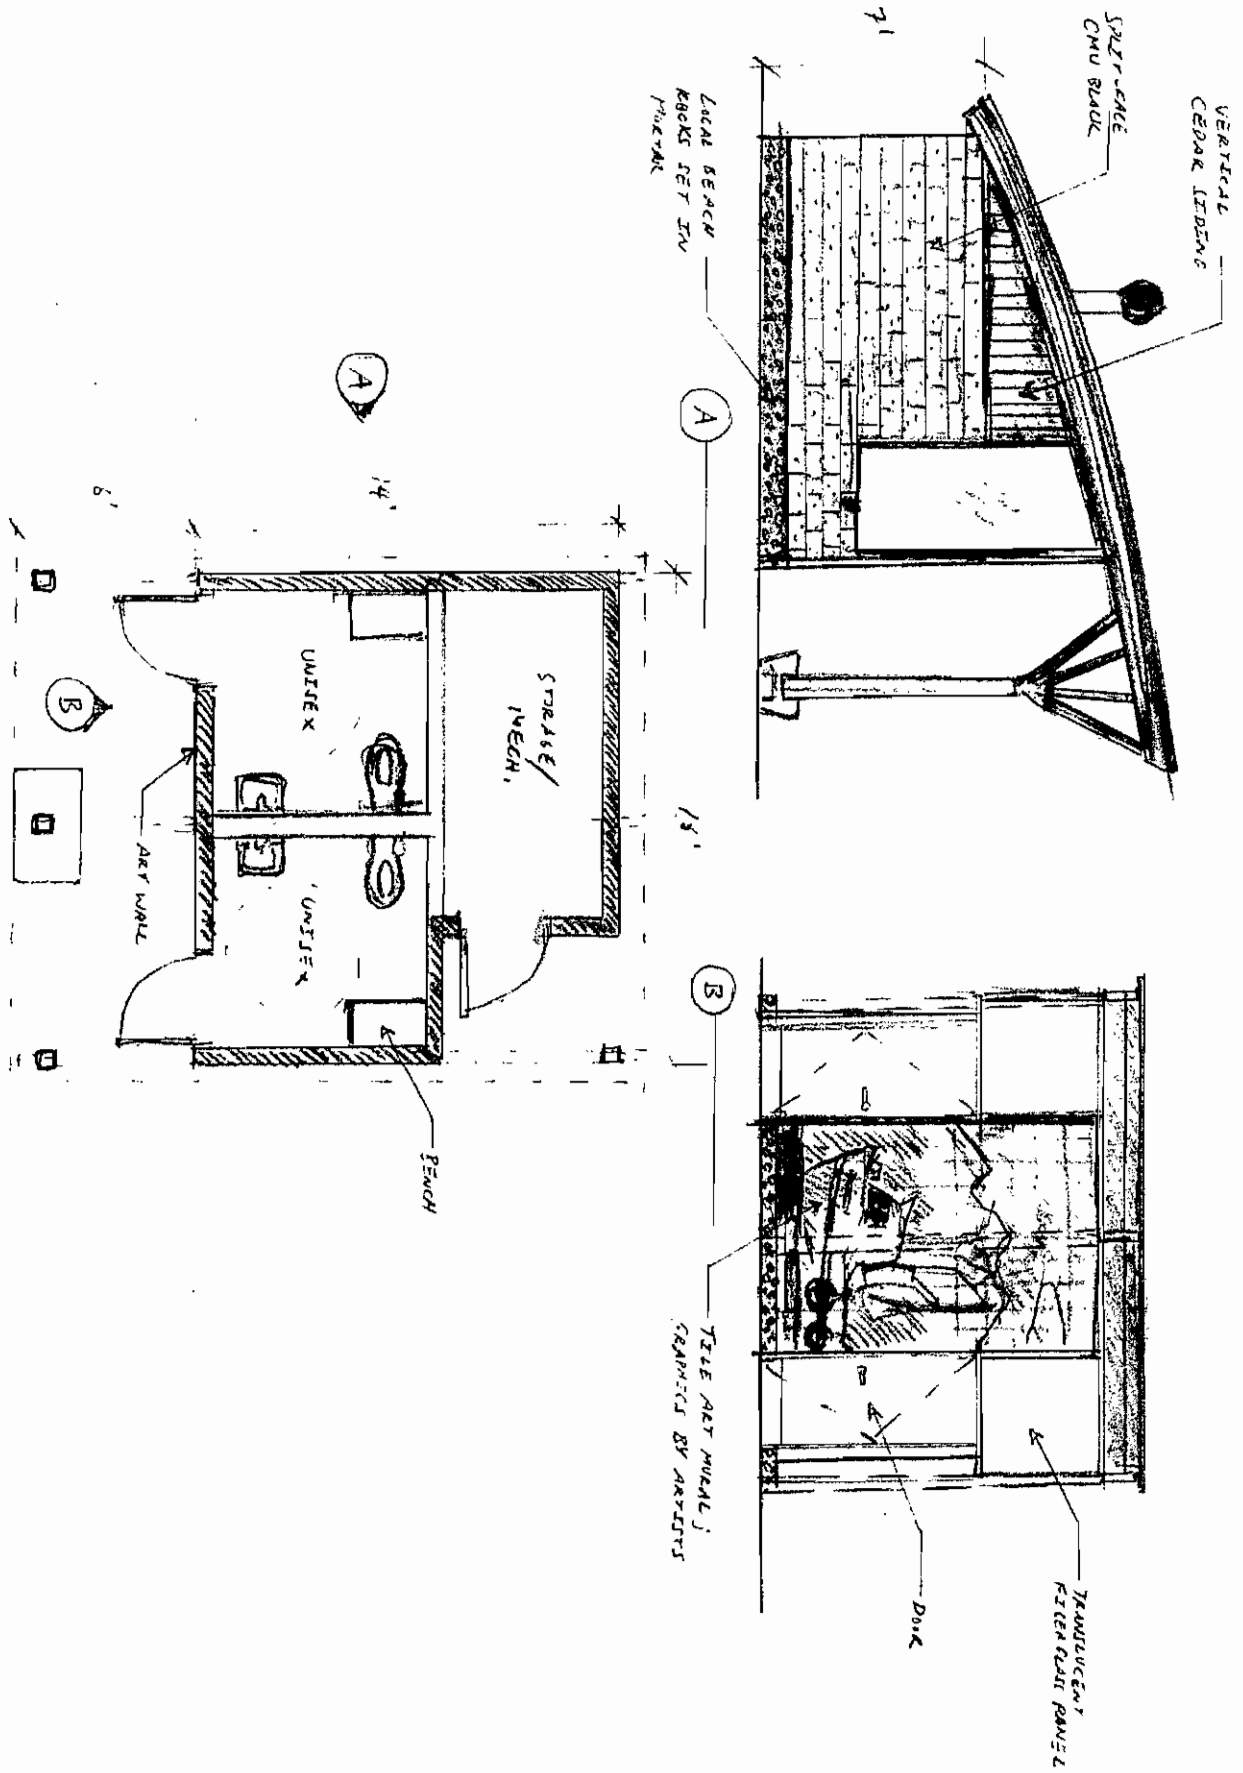 VERTICAL
CEDAR SIDING
SPLIT-FACE
CMU BLOCK
7'
LOCAL BEACH
ROCKS SET IN
MORTAR
A
B
TILE ART MURAL;
GRAPHICS BY ARTISTS
DOOR
TRANSLUCENT
FIBERGLASS PANEL
A
14'
6'
B
UNISEX
STORAGE/
MECH.
UNISEX
ART WALL
BENCH